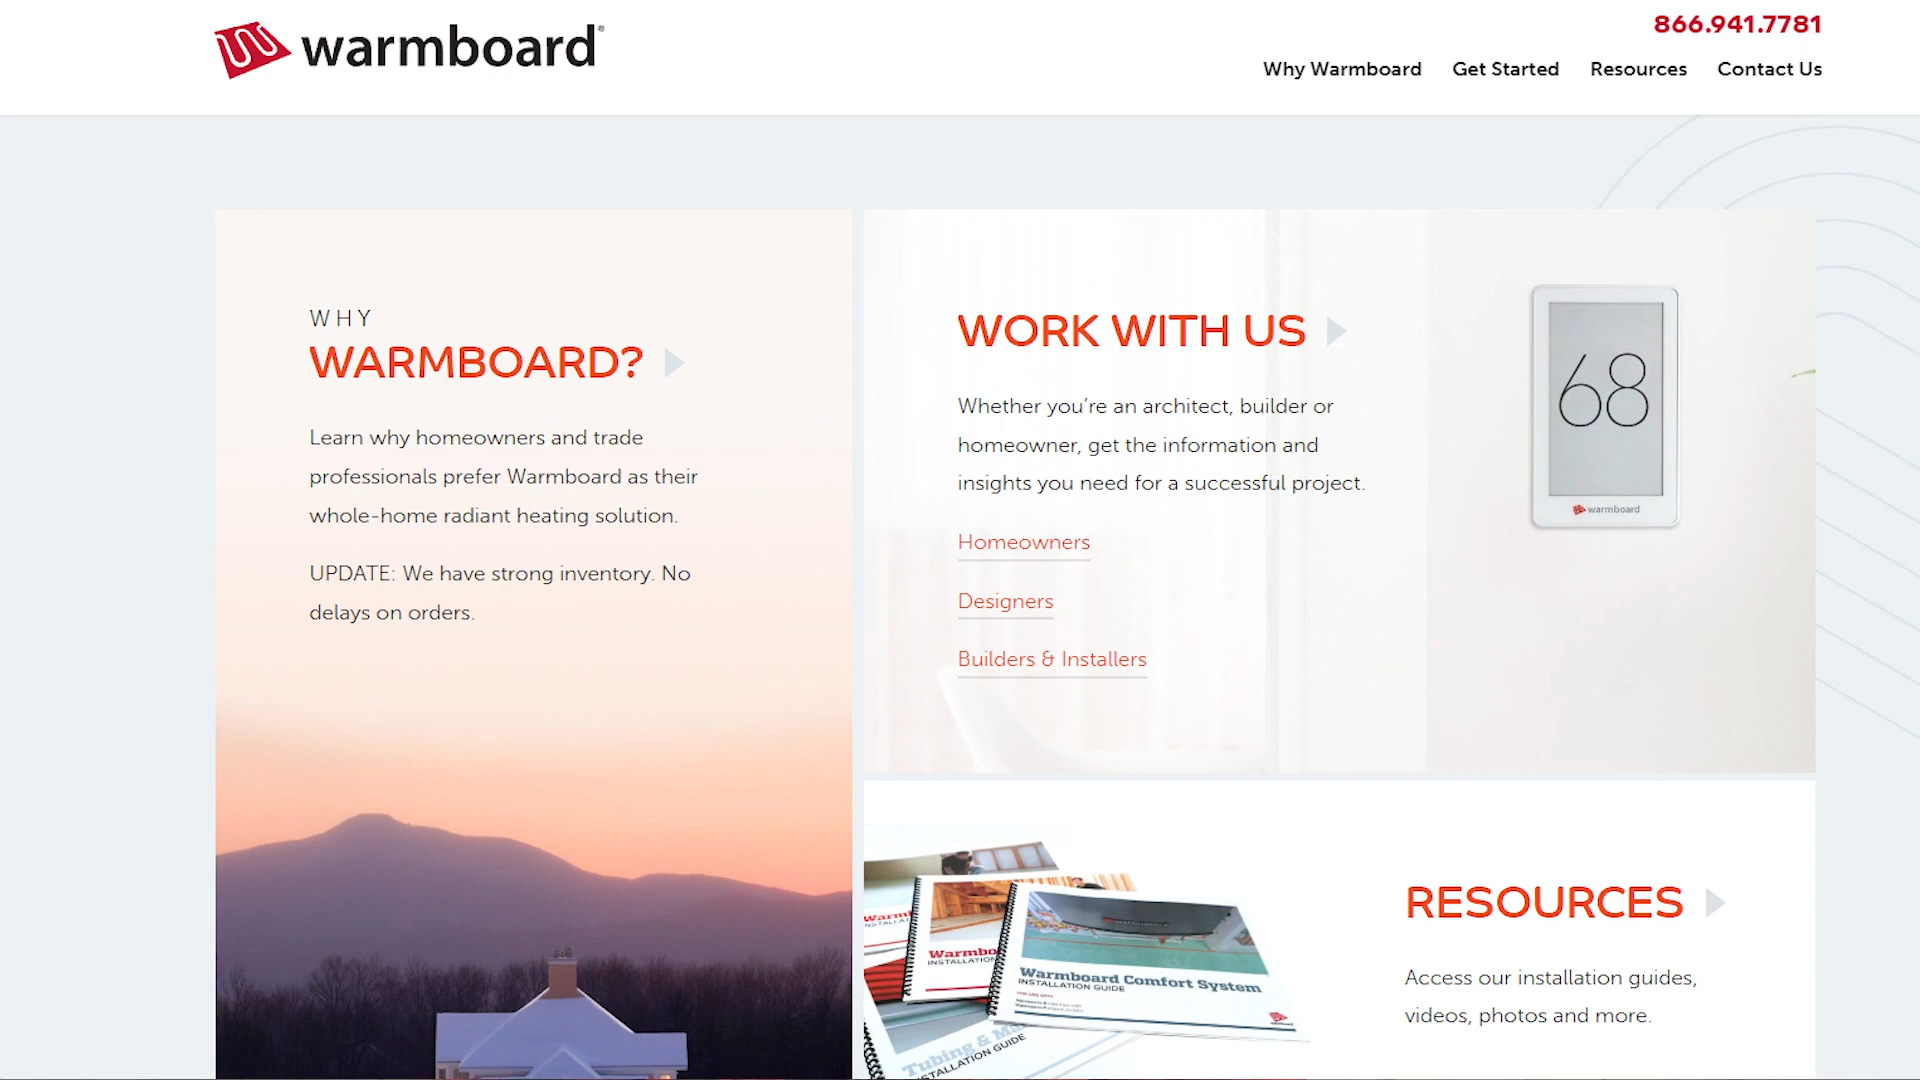 warmboard®
866.941.7781
Why Warmboard Get Started Resources Contact Us
WHY
WARMBOARD?
Learn why homeowners and trade
professionals prefer Warmboard as their
whole-home radiant heating solution.
UPDATE: We have strong inventory. No
delays on orders.
WORK WITH US
Whether you’re an architect, builder or
homeowner, get the information and
insights you need for a successful project.
Homeowners
Designers
Builders & Installers
68
warmboard
RESOURCES
Access our installation guides,
videos, photos and more.
Warmboard Comfort System
INSTALLATION GUIDE
Tubing &
INSTALLATION GUIDE